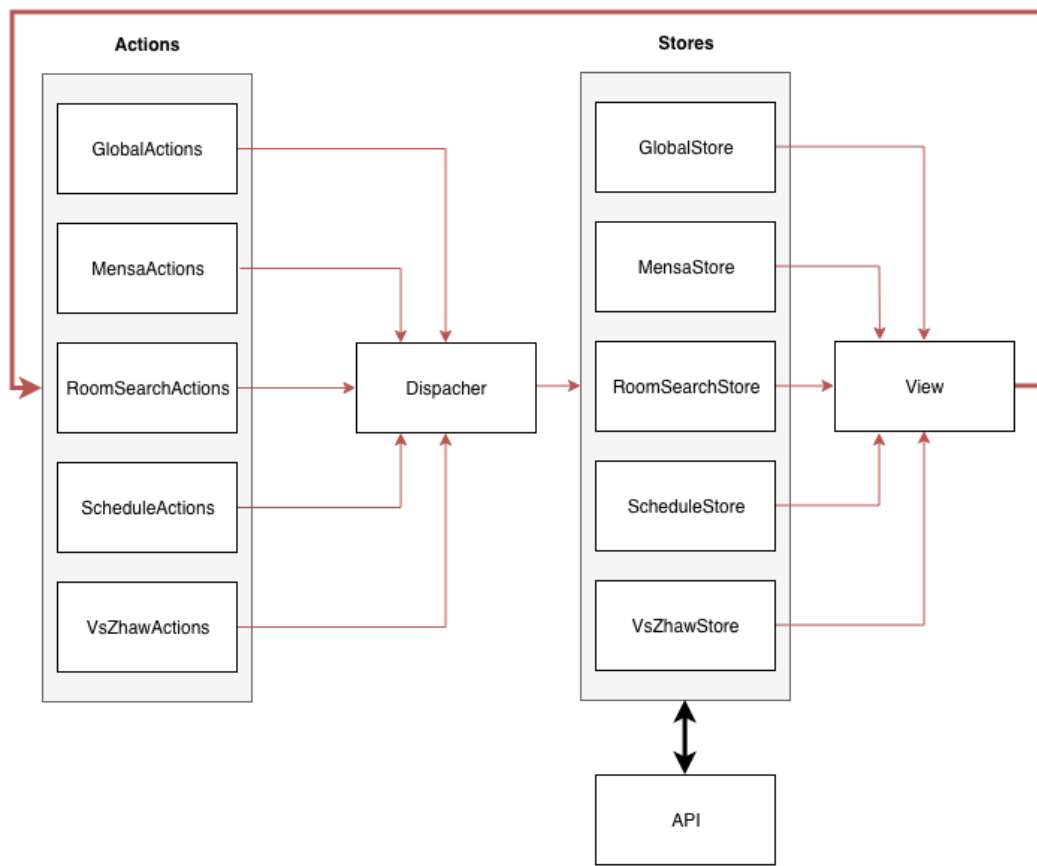 Actions
Stores
GlobalActions
GlobalStore
MensaActions
MensaStore
RoomSearchActions
Dispacher
RoomSearchStore
View
ScheduleActions
ScheduleStore
VsZhawActions
VsZhawStore
API